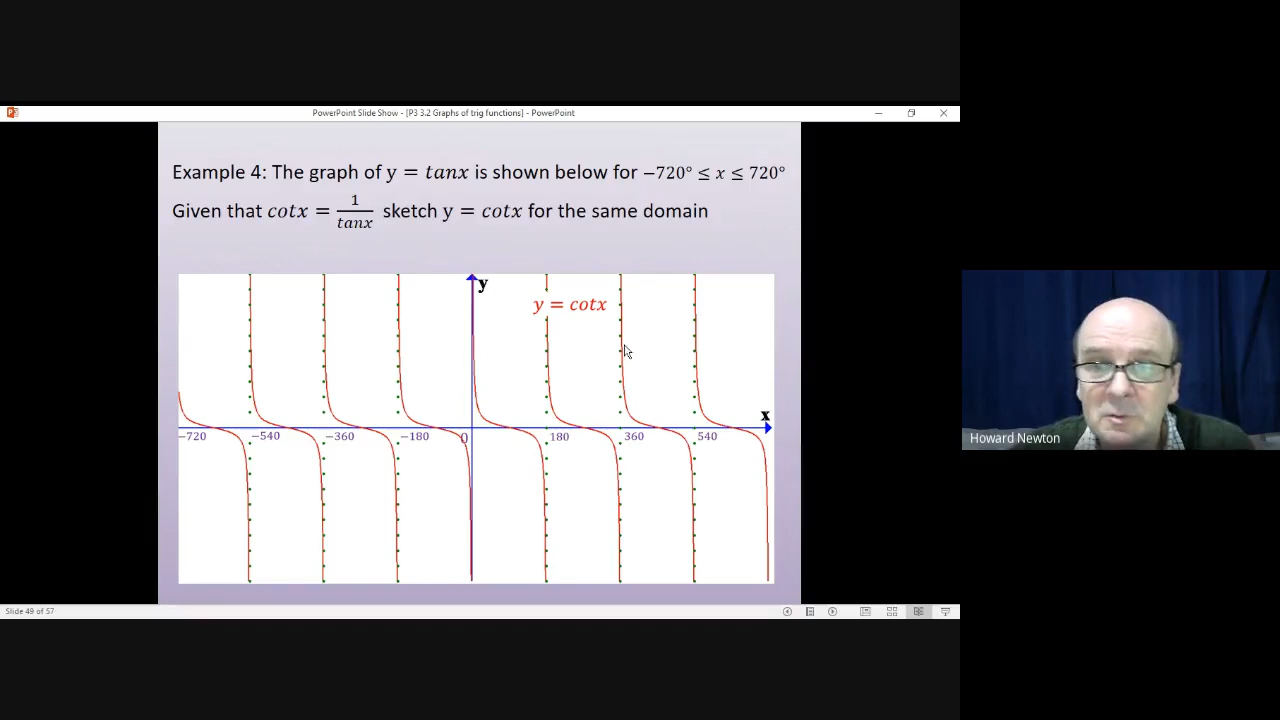 PowerPoint Slide Show - [P3 3.2 Graphs of trig functions] - PowerPoint
Example 4: The graph of y = tanx is shown below for −720° ≤ x ≤ 720°
Given that cotx = 1/tanx sketch y = cotx for the same domain
y
y = cotx
x
−720 −540 −360 −180 0 180 360 540
Howard Newton
Slide 49 of 57